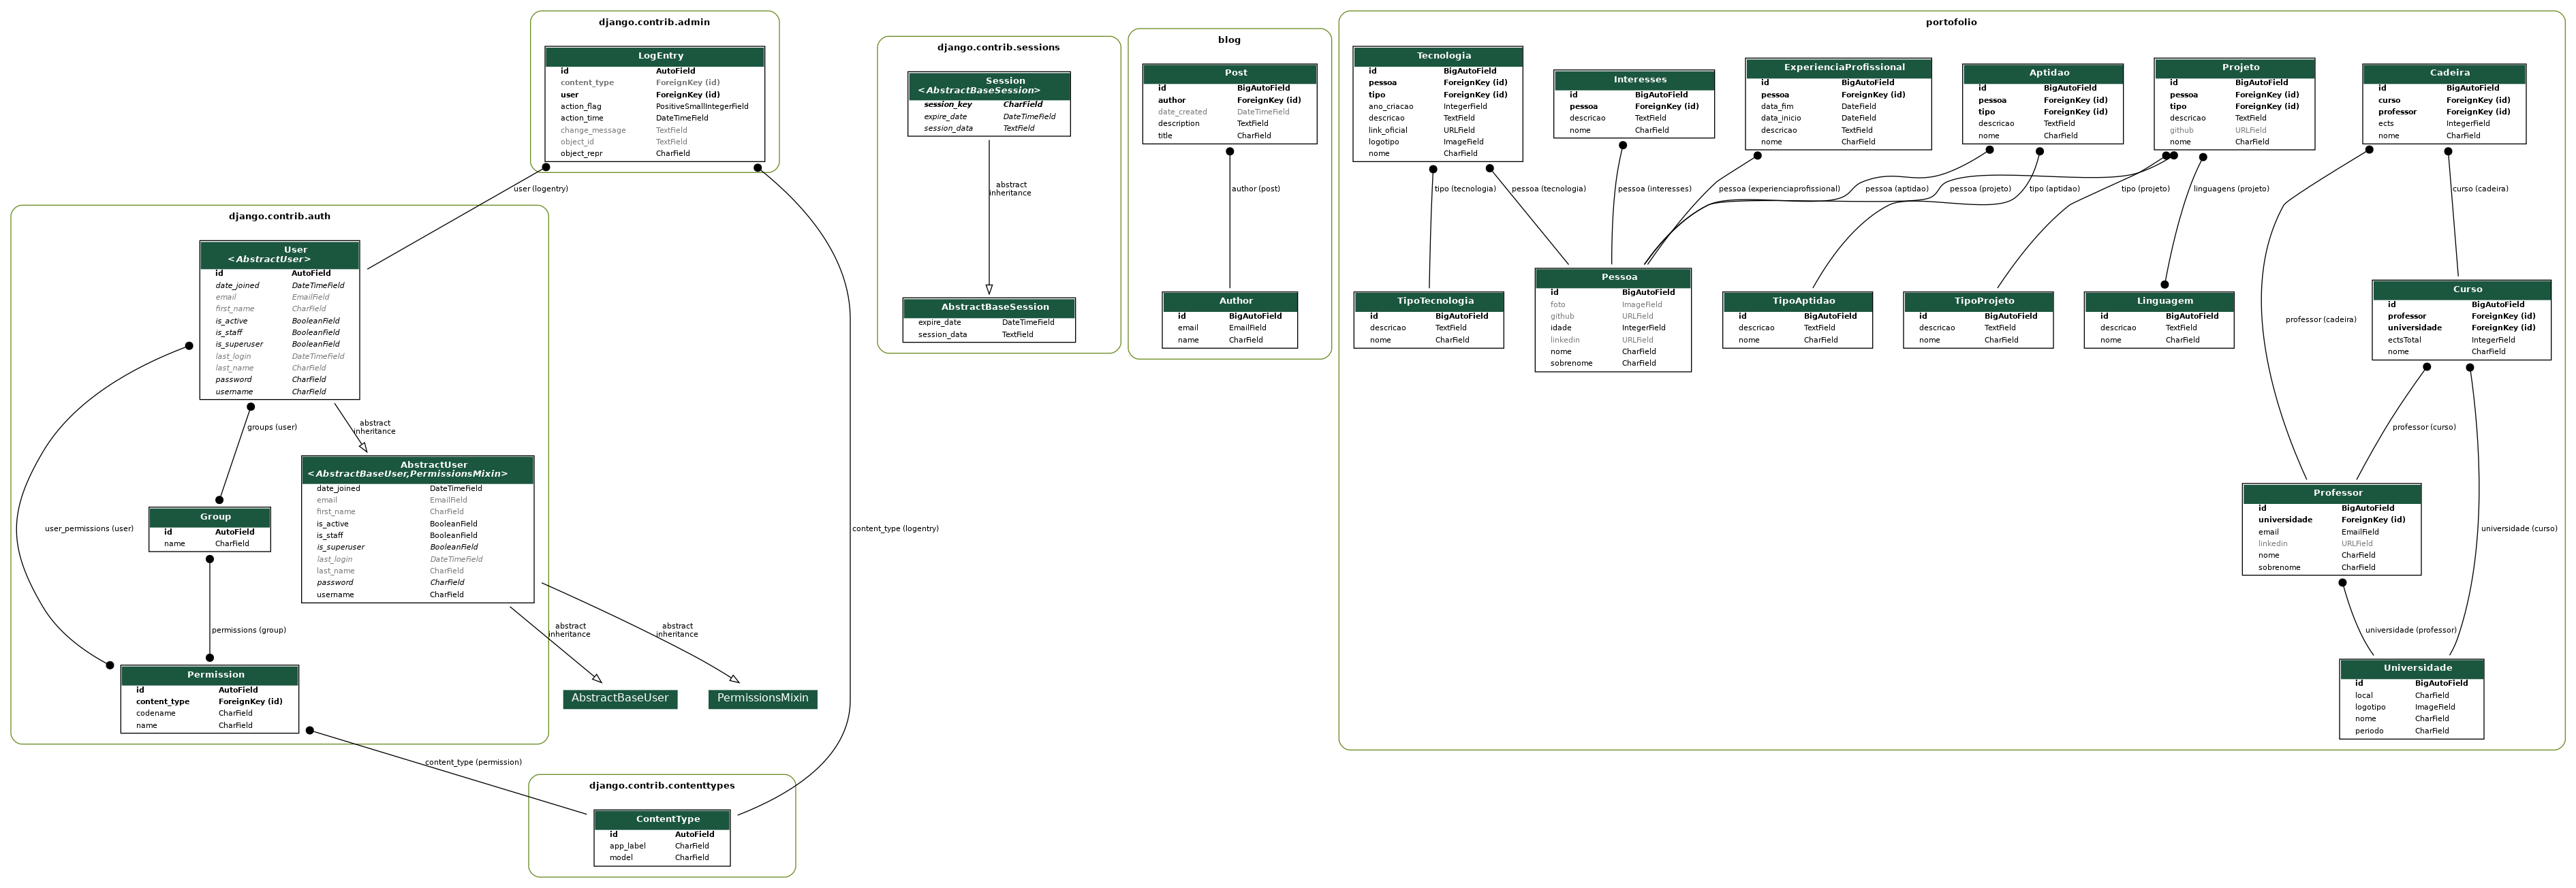 django.contrib.admin
LogEntry
id AutoField
content_type ForeignKey (id)
user ForeignKey (id)
action_flag PositiveSmallIntegerField
action_time DateTimeField
change_message TextField
object_id TextField
object_repr CharField
user (logentry)
content_type (logentry)
django.contrib.auth
User
<AbstractUser>
id AutoField
date_joined DateTimeField
email EmailField
first_name CharField
is_active BooleanField
is_staff BooleanField
is_superuser BooleanField
last_login DateTimeField
last_name CharField
password CharField
username CharField
groups (user)
abstract
inheritance
user_permissions (user)
AbstractUser
<AbstractBaseUser,PermissionsMixin>
date_joined DateTimeField
email EmailField
first_name CharField
is_active BooleanField
is_staff BooleanField
is_superuser BooleanField
last_login DateTimeField
last_name CharField
password CharField
username CharField
Group
id AutoField
name CharField
permissions (group)
abstract
inheritance
abstract
inheritance
Permission
id AutoField
content_type ForeignKey (id)
codename CharField
name CharField
AbstractBaseUser
PermissionsMixin
content_type (permission)
django.contrib.contenttypes
ContentType
id AutoField
app_label CharField
model CharField
django.contrib.sessions
Session
<AbstractBaseSession>
session_key CharField
expire_date DateTimeField
session_data TextField
abstract
inheritance
AbstractBaseSession
expire_date DateTimeField
session_data TextField
blog
Post
id BigAutoField
author ForeignKey (id)
date_created DateTimeField
description TextField
title CharField
author (post)
Author
id BigAutoField
email EmailField
name CharField
portofolio
Tecnologia
id BigAutoField
pessoa ForeignKey (id)
tipo ForeignKey (id)
ano_criacao IntegerField
descricao TextField
link_oficial URLField
logotipo ImageField
nome CharField
Interesses
id BigAutoField
pessoa ForeignKey (id)
descricao TextField
nome CharField
ExperienciaProfissional
id BigAutoField
pessoa ForeignKey (id)
data_fim DateField
data_inicio DateField
descricao TextField
nome CharField
Aptidao
id BigAutoField
pessoa ForeignKey (id)
tipo ForeignKey (id)
descricao TextField
nome CharField
Projeto
id BigAutoField
pessoa ForeignKey (id)
tipo ForeignKey (id)
descricao TextField
github URLField
nome CharField
Cadeira
id BigAutoField
curso ForeignKey (id)
professor ForeignKey (id)
ects IntegerField
nome CharField
tipo (tecnologia)
pessoa (tecnologia)
pessoa (interesses)
pessoa (experienciaprofissional)
pessoa (aptidao)
pessoa (projeto)
tipo (aptidao)
tipo (projeto)
linguagens (projeto)
curso (cadeira)
TipoTecnologia
id BigAutoField
descricao TextField
nome CharField
Pessoa
id BigAutoField
foto ImageField
github URLField
idade IntegerField
linkedin URLField
nome CharField
sobrenome CharField
TipoAptidao
id BigAutoField
descricao TextField
nome CharField
TipoProjeto
id BigAutoField
descricao TextField
nome CharField
Linguagem
id BigAutoField
descricao TextField
nome CharField
professor (cadeira)
Curso
id BigAutoField
professor ForeignKey (id)
universidade ForeignKey (id)
ectsTotal IntegerField
nome CharField
professor (curso)
universidade (curso)
Professor
id BigAutoField
universidade ForeignKey (id)
email EmailField
linkedin URLField
nome CharField
sobrenome CharField
universidade (professor)
Universidade
id BigAutoField
local CharField
logotipo ImageField
nome CharField
periodo CharField